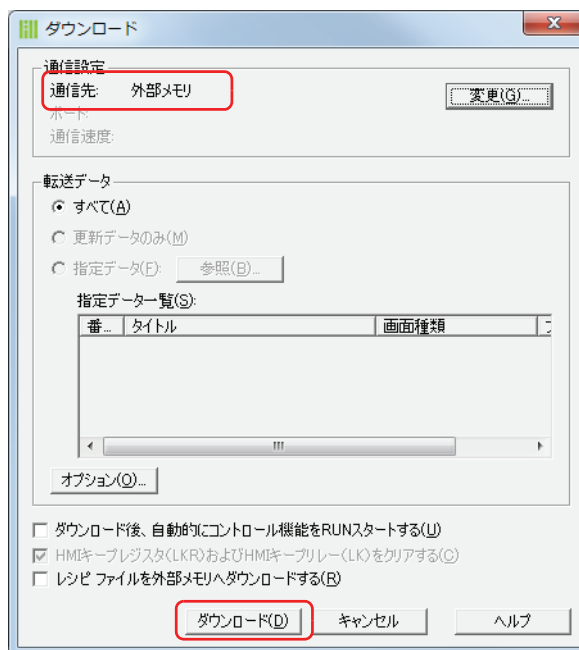 ダウンロード
通信設定
通信先: 外部メモリ
変更(G)...
ポート:
通信速度:
転送データ
すべて(A)
更新データのみ(M)
指定データ(F): 参照(B)...
指定データ一覧(S):
番... タイトル 画面種類
オプション(O)...
ダウンロード後、自動的にコントロール機能をRUNスタートする(U)
HMIキープレジスタ(LKR)およびHMIキープリレー(LK)をクリアする(C)
レシピ ファイルを外部メモリへダウンロードする(R)
ダウンロード(D) キャンセル ヘルプ